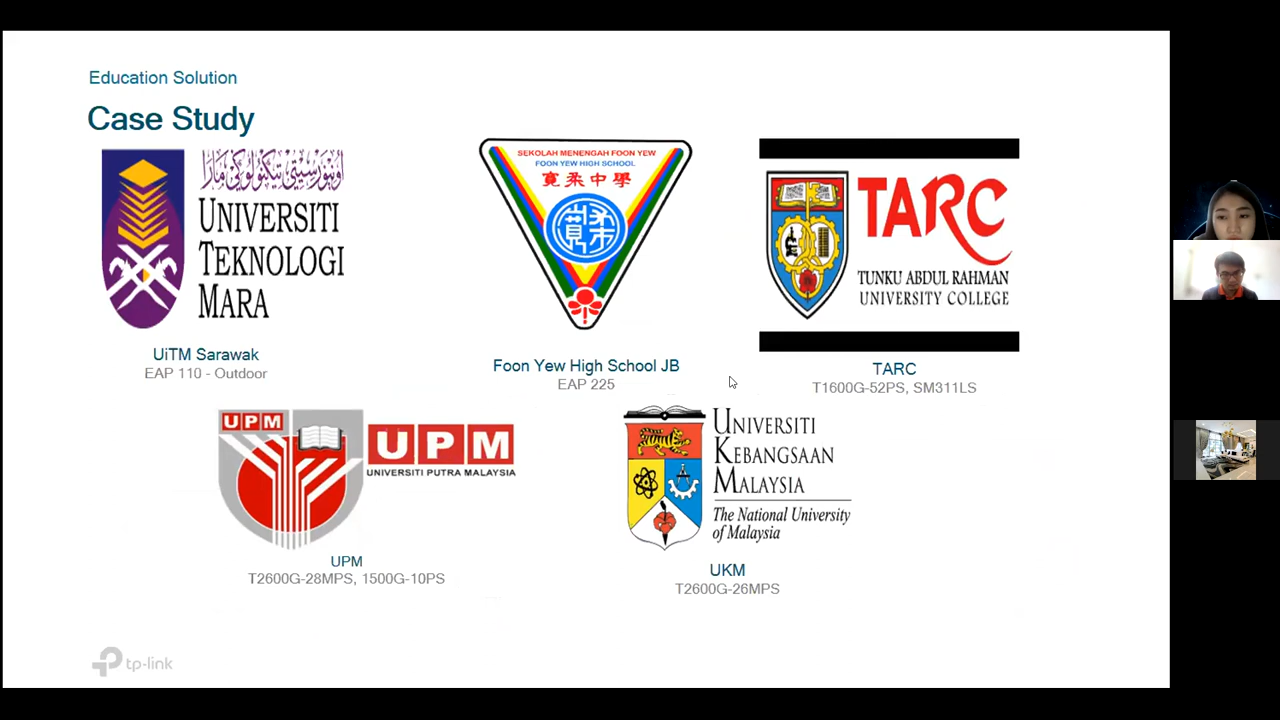 Education Solution
Case Study
UNIVERSITI
TEKNOLOGI
MARA
UiTM Sarawak
EAP 110 - Outdoor
SEKOLAH MENENGAH FOON YEW
FOON YEW HIGH SCHOOL
寛柔中學
Foon Yew High School JB
EAP 225
TARC
TUNKU ABDUL RAHMAN
UNIVERSITY COLLEGE
TARC
T1600G-52PS, SM311LS
UPM
UPM
UNIVERSITI PUTRA MALAYSIA
UPM
T2600G-28MPS, 1500G-10PS
UNIVERSITI
KEBANGSAAN
MALAYSIA
The National University
of Malaysia
UKM
T2600G-26MPS
tp-link